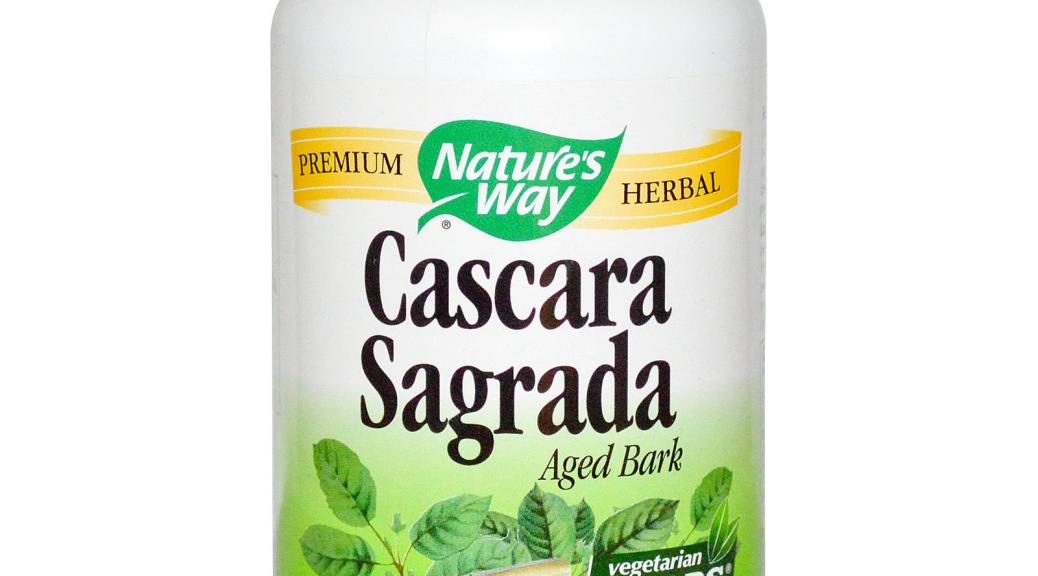 PREMIUM
Nature's
Way
®
HERBAL
Cascara
Sagrada
Aged Bark
vegetarian